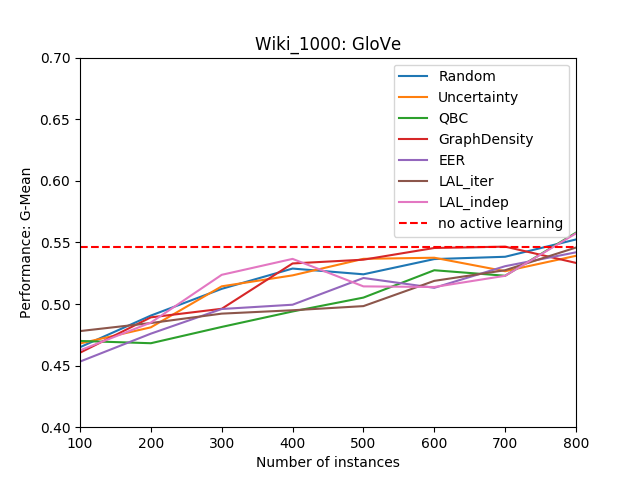 Wiki_1000: GloVe
Performance: G-Mean
0.70
0.65
0.60
0.55
0.50
0.45
0.40
Random
Uncertainty
QBC
GraphDensity
EER
LAL_iter
LAL_indep
no active learning
100 200 300 400 500 600 700 800
Number of instances